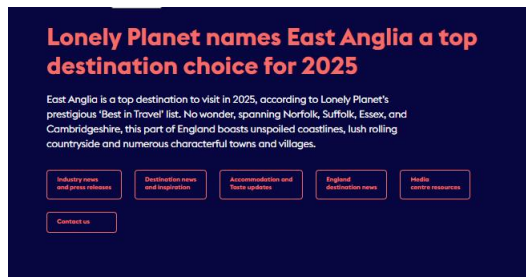 Lonely Planet names East Anglia a top
destination choice for 2025
East Anglia is a top destination to visit in 2025, according to Lonely Planet's
prestigious 'Best in Travel' list. No wonder, spanning Norfolk, Suffolk, Essex, and
Cambridgeshire, this part of England boasts unspoiled coastlines, lush rolling
countryside and numerous characterful towns and villages.
Industry news
and press releases
Destination news
and inspiration
Accommodation and
Taste updates
England
destination news
Media
centre resources
Contact us